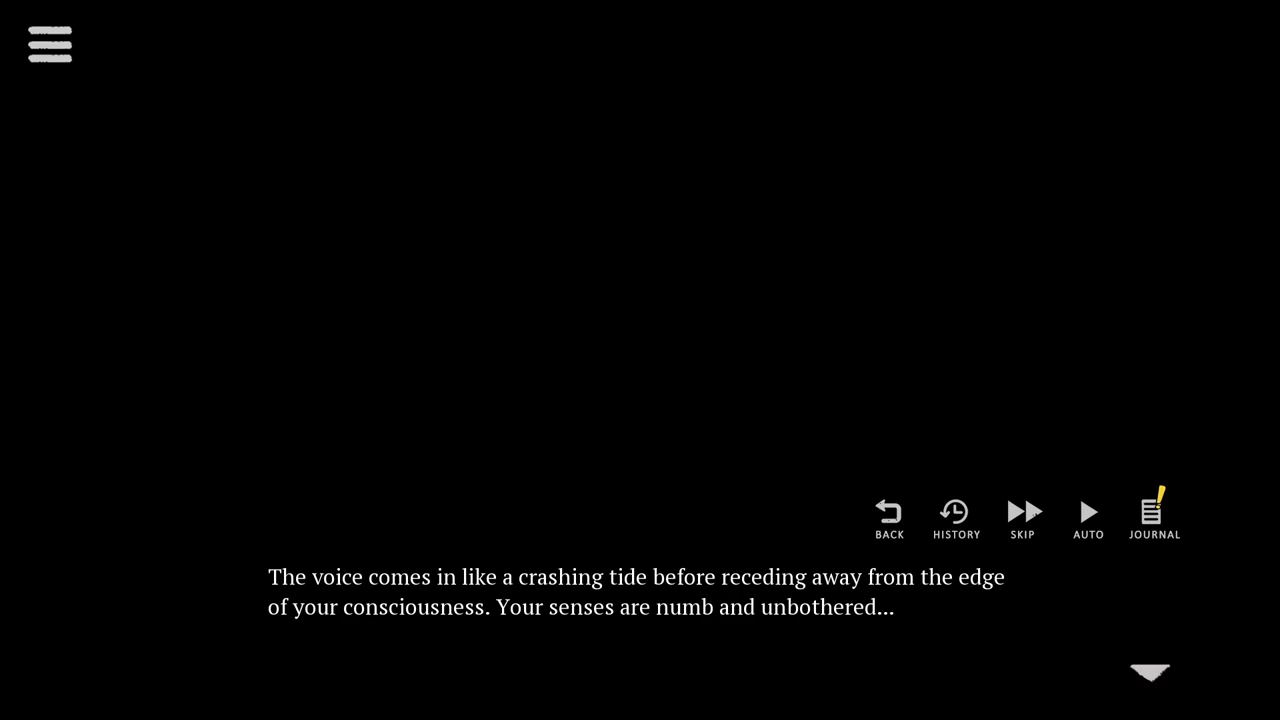 BACK HISTORY SKIP AUTO JOURNAL
The voice comes in like a crashing tide before receding away from the edge
of your consciousness. Your senses are numb and unbothered...